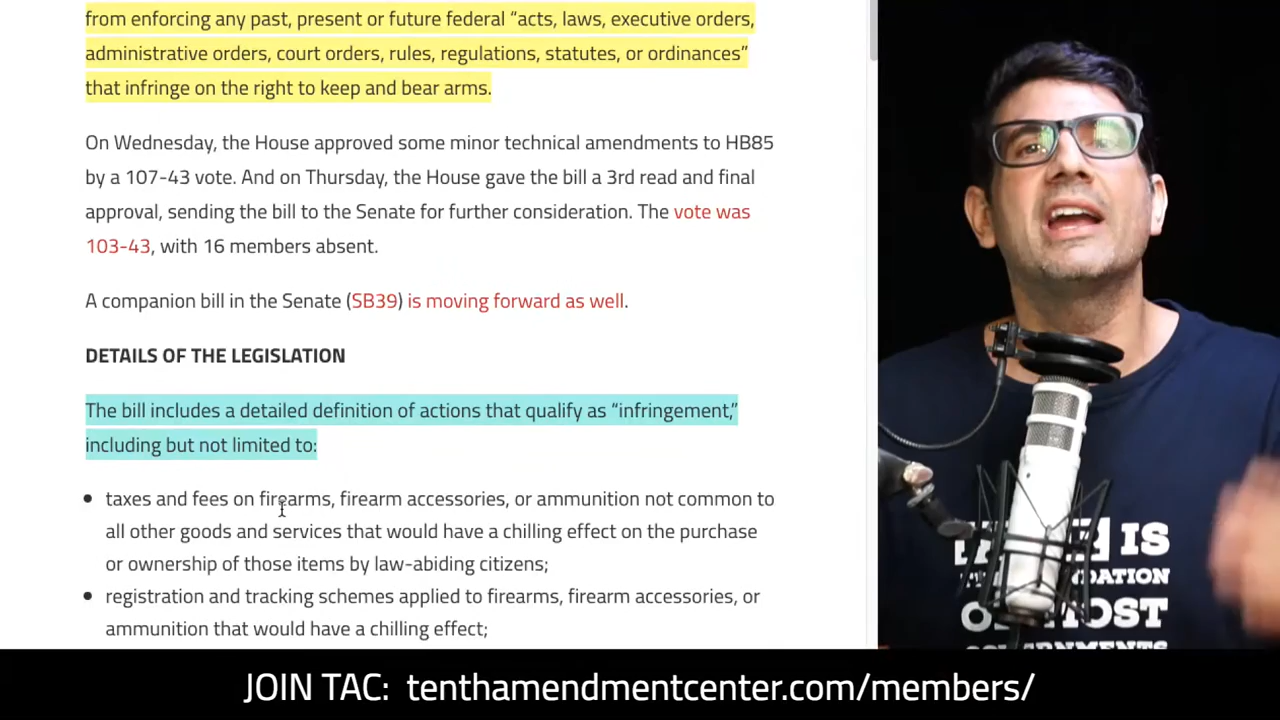 from enforcing any past, present or future federal “acts, laws, executive orders,
administrative orders, court orders, rules, regulations, statutes, or ordinances”
that infringe on the right to keep and bear arms.
On Wednesday, the House approved some minor technical amendments to HB85
by a 107-43 vote. And on Thursday, the House gave the bill a 3rd read and final
approval, sending the bill to the Senate for further consideration. The vote was
103-43, with 16 members absent.
A companion bill in the Senate (SB39) is moving forward as well.
DETAILS OF THE LEGISLATION
The bill includes a detailed definition of actions that qualify as “infringement,”
including but not limited to:
• taxes and fees on firearms, firearm accessories, or ammunition not common to
all other goods and services that would have a chilling effect on the purchase
or ownership of those items by law-abiding citizens;
• registration and tracking schemes applied to firearms, firearm accessories, or
ammunition that would have a chilling effect;
IS
OST
JOIN TAC: tenthamendmentcenter.com/members/